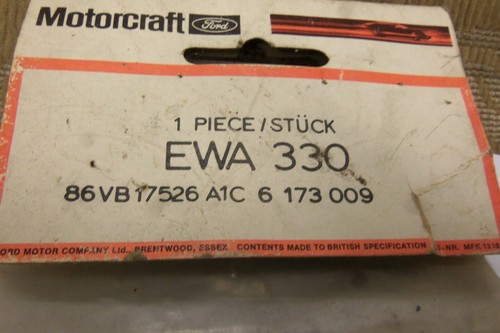 Motorcraft Ford
1 PIECE/STÜCK
EWA 330
86VB 17526 A1C 6 173 009
ORD MOTOR COMPANY Ltd., BRENTWOOD, ESSEX CONTENTS MADE TO BRITISH SPECIFICATION